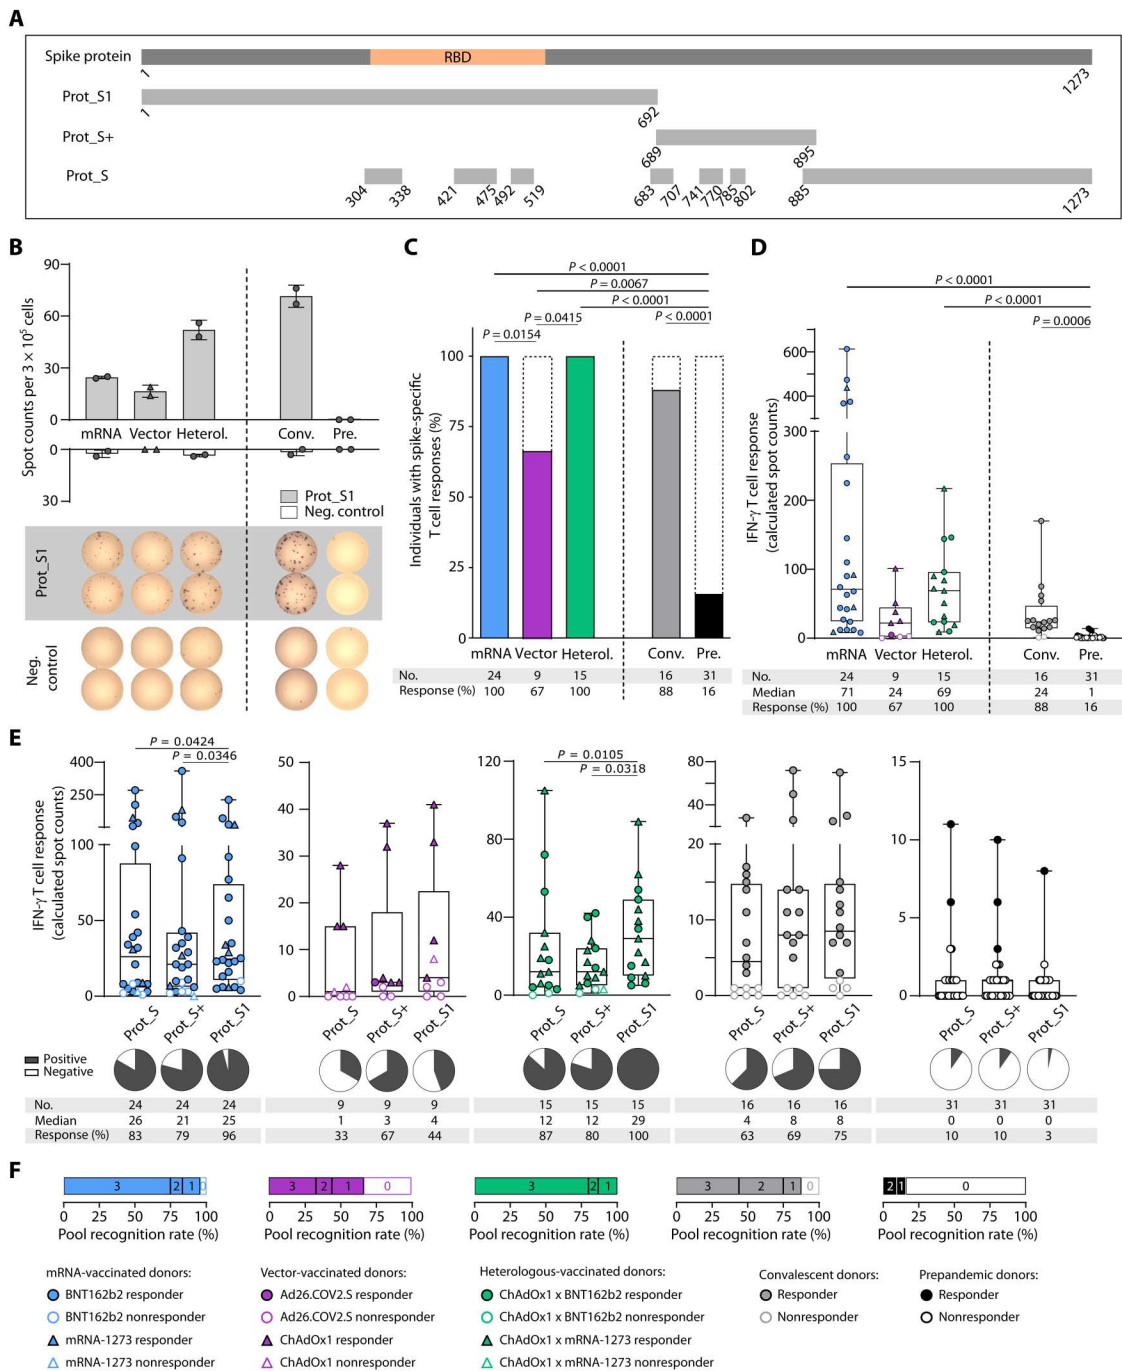 A
Spike protein
RBD
1
1273
Prot_S1
1
692
Prot_S+
689
895
Prot_S
304
338
421
475
492
519
683
707
741
770
785
802
885
1273
B
Spot counts per 3 × 10⁵ cells
90
60
30
0
mRNA Vector Heterol. Conv. Pre.
0
30
Prot_S1
Neg. control
Prot_S1
Neg. control
C
P < 0.0001
P = 0.0067
P < 0.0001
P = 0.0415
P < 0.0001
P = 0.0154
Individuals with spike-specific T cell responses (%)
100
75
50
25
0
mRNA Vector Heterol. Conv. Pre.
No. 24 9 15 16 31
Response (%) 100 67 100 88 16
D
P < 0.0001
P < 0.0001
P = 0.0006
IFN-γ T cell response (calculated spot counts)
600
400
300
200
100
0
mRNA Vector Heterol. Conv. Pre.
No. 24 9 15 16 31
Median 71 24 69 24 1
Response (%) 100 67 100 88 16
E
IFN-γ T cell response (calculated spot counts)
P = 0.0424
P = 0.0346
400
250
100
50
0
Prot_S Prot_S+ Prot_S1
50
40
30
20
10
0
Prot_S Prot_S+ Prot_S1
P = 0.0105
P = 0.0318
120
80
40
0
Prot_S Prot_S+ Prot_S1
80
60
40
20
10
0
Prot_S Prot_S+ Prot_S1
15
10
5
0
Prot_S Prot_S+ Prot_S1
Positive
Negative
No. 24 24 24 9 9 9 15 15 15 16 16 16 31 31 31
Median 26 21 25 1 3 4 12 12 29 4 8 8 0 0 0
Response (%) 83 79 96 33 67 44 87 80 100 63 69 75 10 10 3
F
3 2 1 0
0 25 50 75 100
Pool recognition rate (%)
3 2 1 0
0 25 50 75 100
Pool recognition rate (%)
3 2 1
0 25 50 75 100
Pool recognition rate (%)
3 2 1 0
0 25 50 75 100
Pool recognition rate (%)
2 1 0
0 25 50 75 100
Pool recognition rate (%)
mRNA-vaccinated donors:
BNT162b2 responder
BNT162b2 nonresponder
mRNA-1273 responder
mRNA-1273 nonresponder
Vector-vaccinated donors:
Ad26.COV2.S responder
Ad26.COV2.S nonresponder
ChAdOx1 responder
ChAdOx1 nonresponder
Heterologous-vaccinated donors:
ChAdOx1 x BNT162b2 responder
ChAdOx1 x BNT162b2 nonresponder
ChAdOx1 x mRNA-1273 responder
ChAdOx1 x mRNA-1273 nonresponder
Convalescent donors:
Responder
Nonresponder
Prepandemic donors:
Responder
Nonresponder